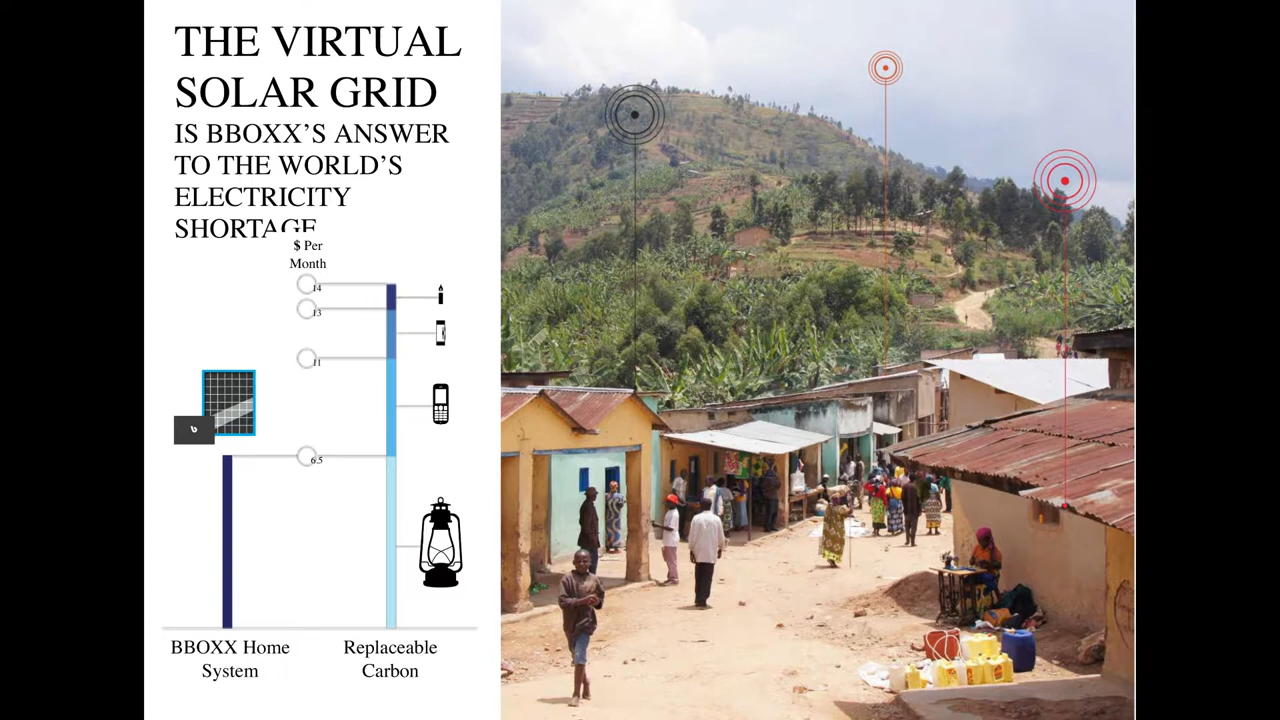 THE VIRTUAL
SOLAR GRID
IS BBOXX’S ANSWER
TO THE WORLD’S
ELECTRICITY
SHORTAGE
$ Per
Month
14
13
11
6.5
BBOXX Home
System
Replaceable
Carbon